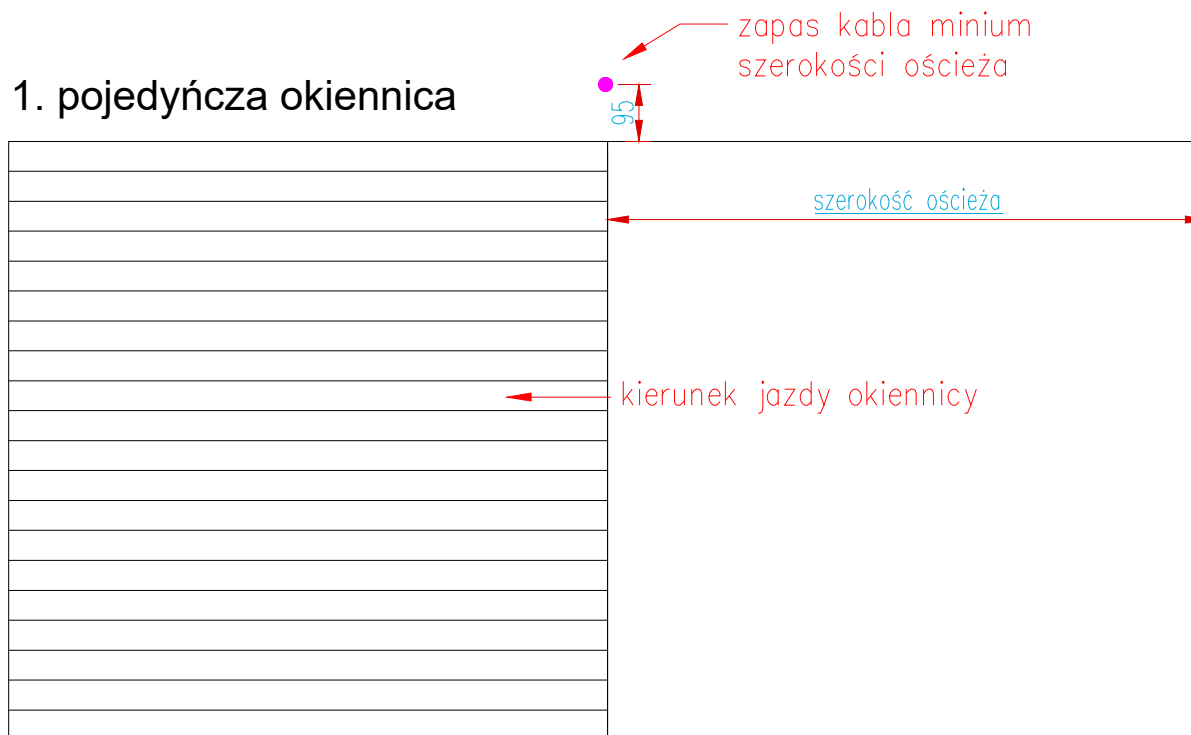 zapas kabla minium
szerokości ościeża
1. pojedyńcza okiennica
95
szerokość ościeża
kierunek jazdy okiennicy